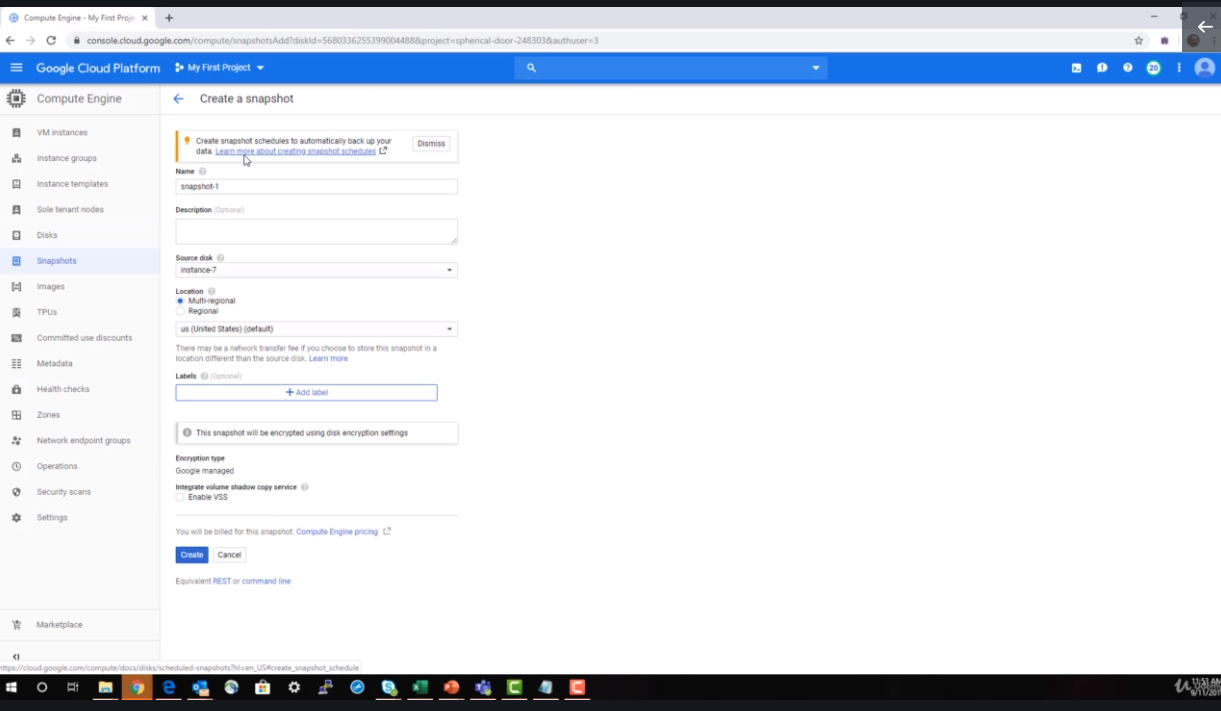 Compute Engine - My First Proje
console.cloud.google.com/compute/snapshotsAdd?diskId=5680336255399004488&project=spherical-door-248303&authuser=3
Google Cloud Platform
My First Project
20
Compute Engine
Create a snapshot
VM instances
Instance groups
Instance templates
Sole tenant nodes
Disks
Snapshots
Images
TPUs
Committed use discounts
Metadata
Health checks
Zones
Network endpoint groups
Operations
Security scans
Settings
Marketplace
Create snapshot schedules to automatically back up your
data. Learn more about creating snapshot schedules
Dismiss
Name
snapshot-1
Description (Optional)
Source disk
instance-7
Location
Multi-regional
Regional
us (United States) (default)
There may be a network transfer fee if you choose to store this snapshot in a
location different than the source disk. Learn more
Labels (Optional)
+ Add label
This snapshot will be encrypted using disk encryption settings
Encryption type
Google managed
Integrate volume shadow copy service
Enable VSS
You will be billed for this snapshot. Compute Engine pricing
Create
Cancel
Equivalent REST or command line
https://cloud.google.com/compute/docs/disks/scheduled-snapshots?hl=en_US#create_snapshot_schedule
11:53 AM